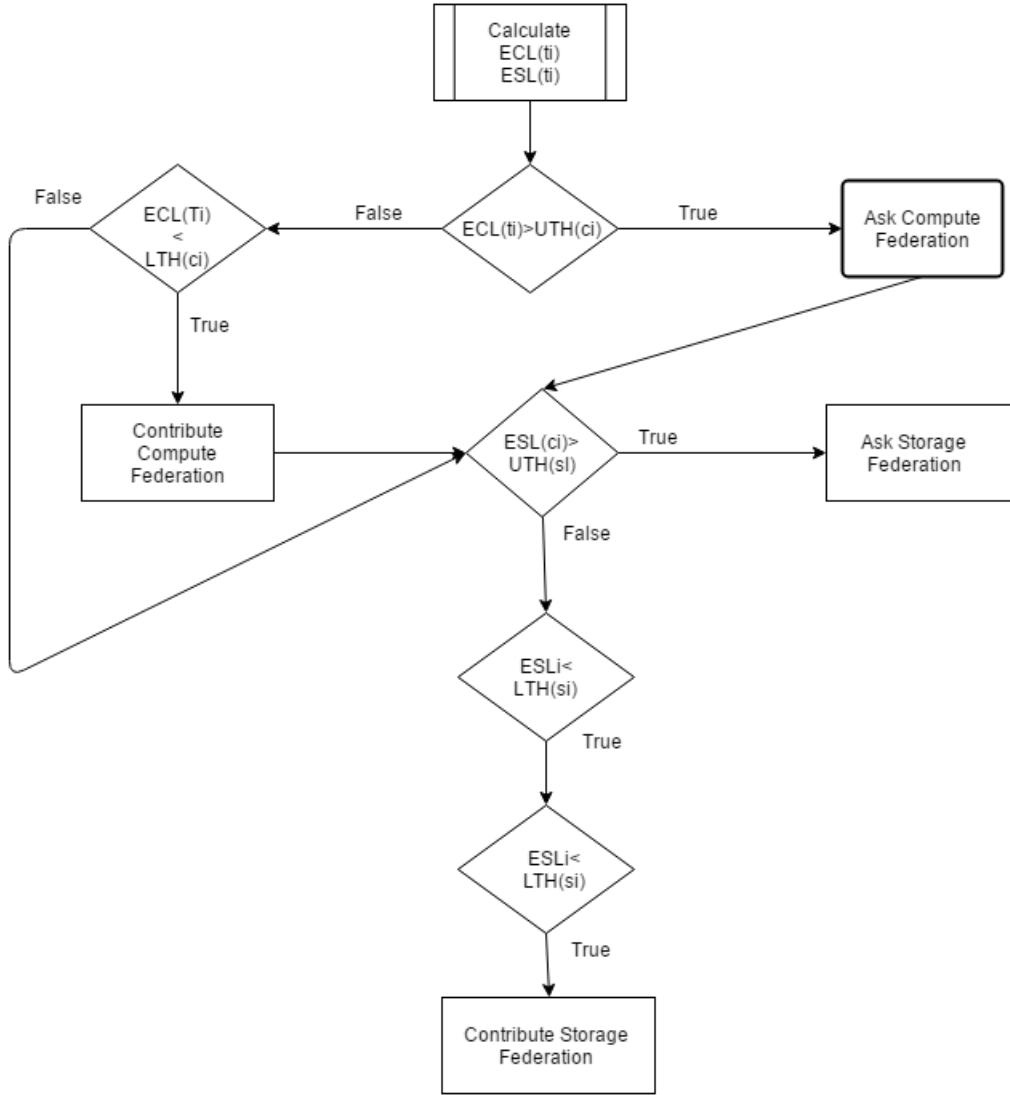 Calculate
ECL(ti)
ESL(ti)
False
ECL(Ti)
<
LTH(ci)
False
ECL(ti)>UTH(ci)
True
Ask Compute
Federation
True
Contribute
Compute
Federation
ESL(ci)>
UTH(sl)
True
Ask Storage
Federation
False
ESLi<
LTH(si)
True
ESLi<
LTH(si)
True
Contribute Storage
Federation